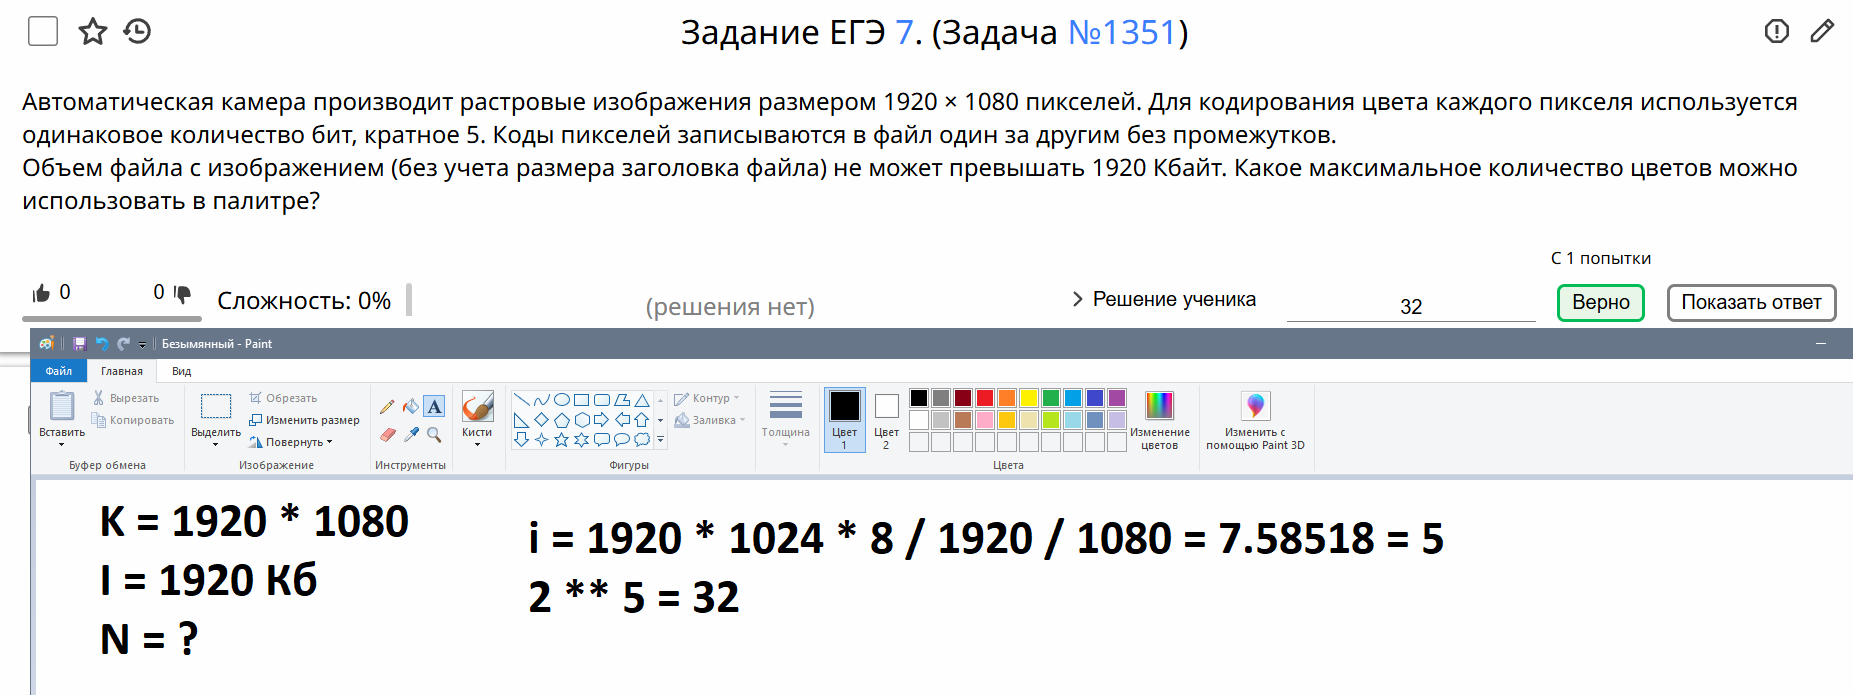 Задание ЕГЭ 7. (Задача №1351)
Автоматическая камера производит растровые изображения размером 1920 × 1080 пикселей. Для кодирования цвета каждого пикселя используется
одинаковое количество бит, кратное 5. Коды пикселей записываются в файл один за другим без промежутков.
Объем файла с изображением (без учета размера заголовка файла) не может превышать 1920 Кбайт. Какое максимальное количество цветов можно
использовать в палитре?
С 1 попытки
0 0 Сложность: 0% (решения нет) Решение ученика 32 Верно Показать ответ
Безымянный - Paint
Файл Главная Вид
Вставить Вырезать Копировать
Буфер обмена
Выделить Обрезать Изменить размер Повернуть
Изображение
A
Инструменты
Кисти
Контур Заливка
Фигуры
Толщина
Цвет 1 Цвет 2
Изменение цветов
Цвета
Изменить с помощью Paint 3D
K = 1920 * 1080
I = 1920 Кб
N = ?
i = 1920 * 1024 * 8 / 1920 / 1080 = 7.58518 = 5
2 ** 5 = 32